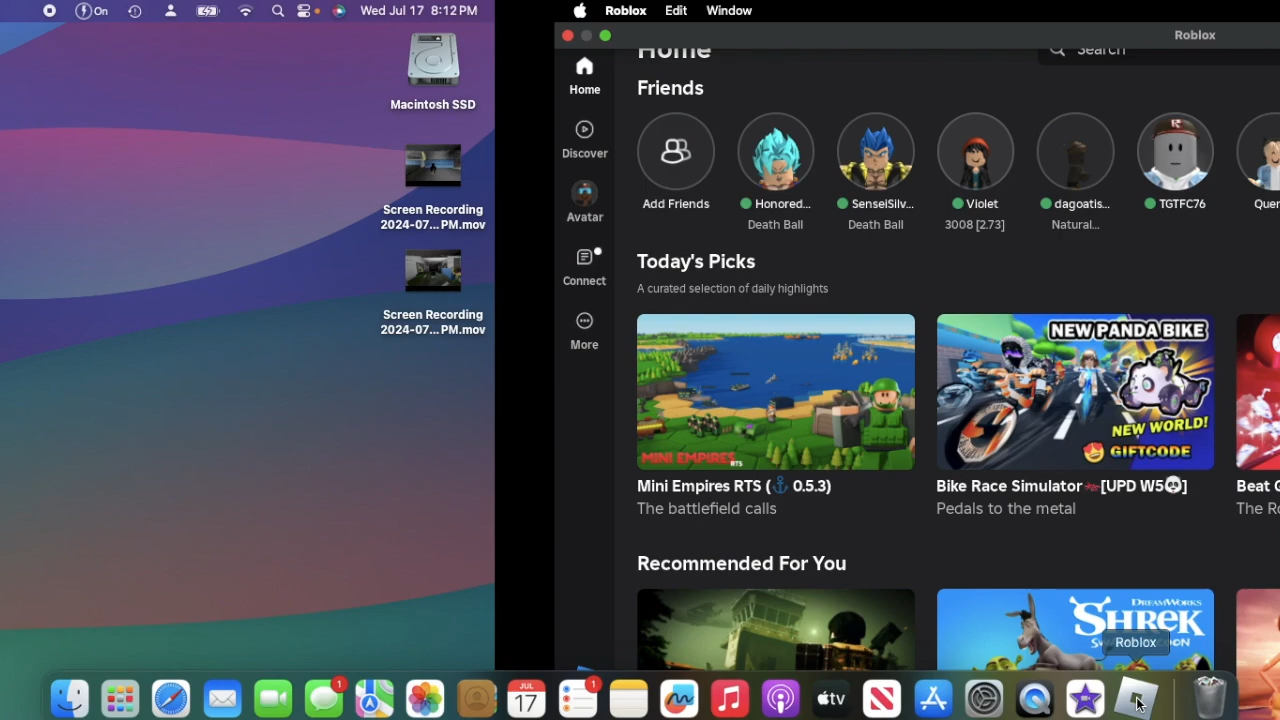 On
Wed Jul 17 8:12 PM
Roblox Edit Window
Roblox
Macintosh SSD
Screen Recording
2024-07...PM.mov
Screen Recording
2024-07...PM.mov
Home
Search
Home
Discover
Avatar
Connect
More
Friends
Add Friends
Honored...
Death Ball
SenseiSilv...
Death Ball
Violet
3008 [2.73]
dagoatis...
Natural...
TGTFC76
Quer
Today's Picks
A curated selection of daily highlights
MINI EMPIRES RTS
NEW PANDA BIKE
NEW WORLD!
GIFTCODE
Mini Empires RTS (⚓ 0.5.3)
The battlefield calls
Bike Race Simulator [UPD W5💀]
Pedals to the metal
Beat G
The Ro
Recommended For You
DREAMWORKS
SHREK
Roblox
1
JUL
17
1
tv